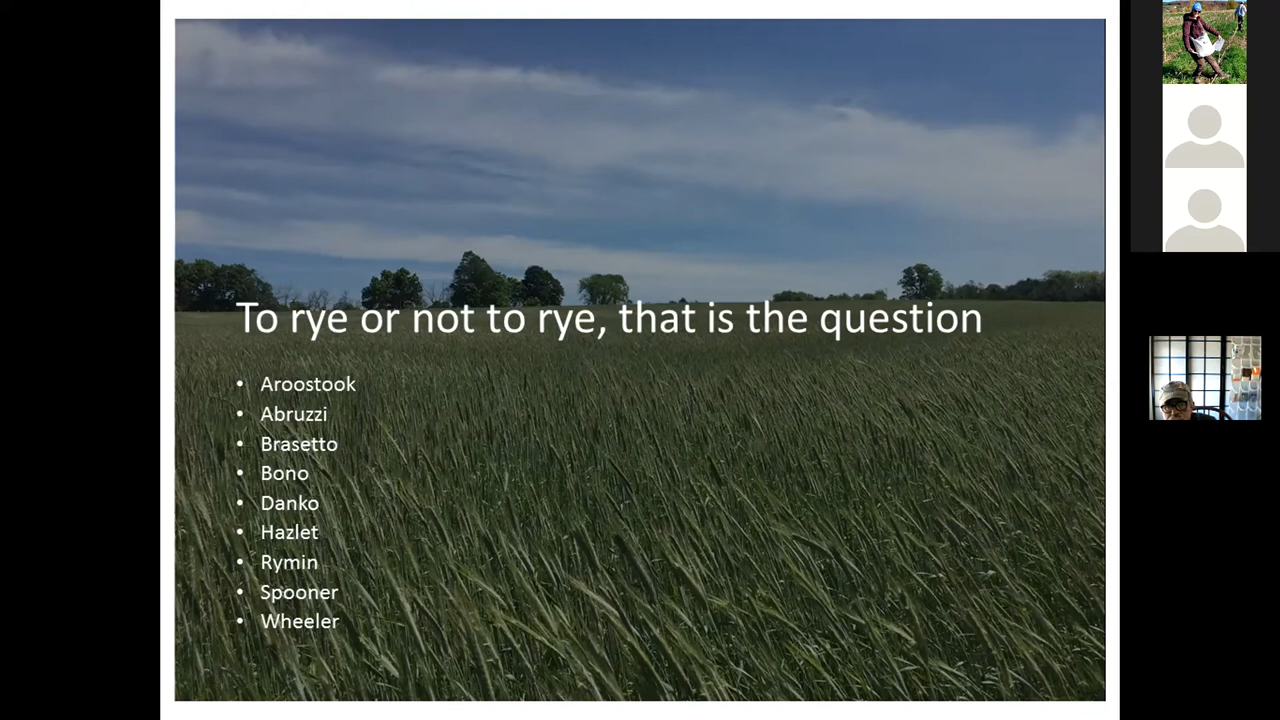 To rye or not to rye, that is the question
• Aroostook
• Abruzzi
• Brasetto
• Bono
• Danko
• Hazlet
• Rymin
• Spooner
• Wheeler